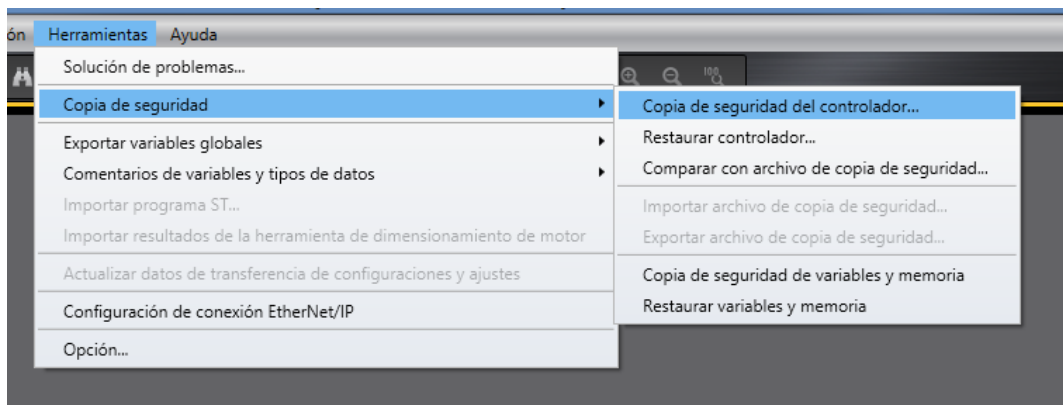 ón Herramientas Ayuda
Solución de problemas...
100
Copia de seguridad
Copia de seguridad del controlador...
Exportar variables globales
Restaurar controlador...
Comentarios de variables y tipos de datos
Comparar con archivo de copia de seguridad...
Importar programa ST...
Importar archivo de copia de seguridad...
Importar resultados de la herramienta de dimensionamiento de motor
Exportar archivo de copia de seguridad...
Actualizar datos de transferencia de configuraciones y ajustes
Copia de seguridad de variables y memoria
Configuración de conexión EtherNet/IP
Restaurar variables y memoria
Opción...